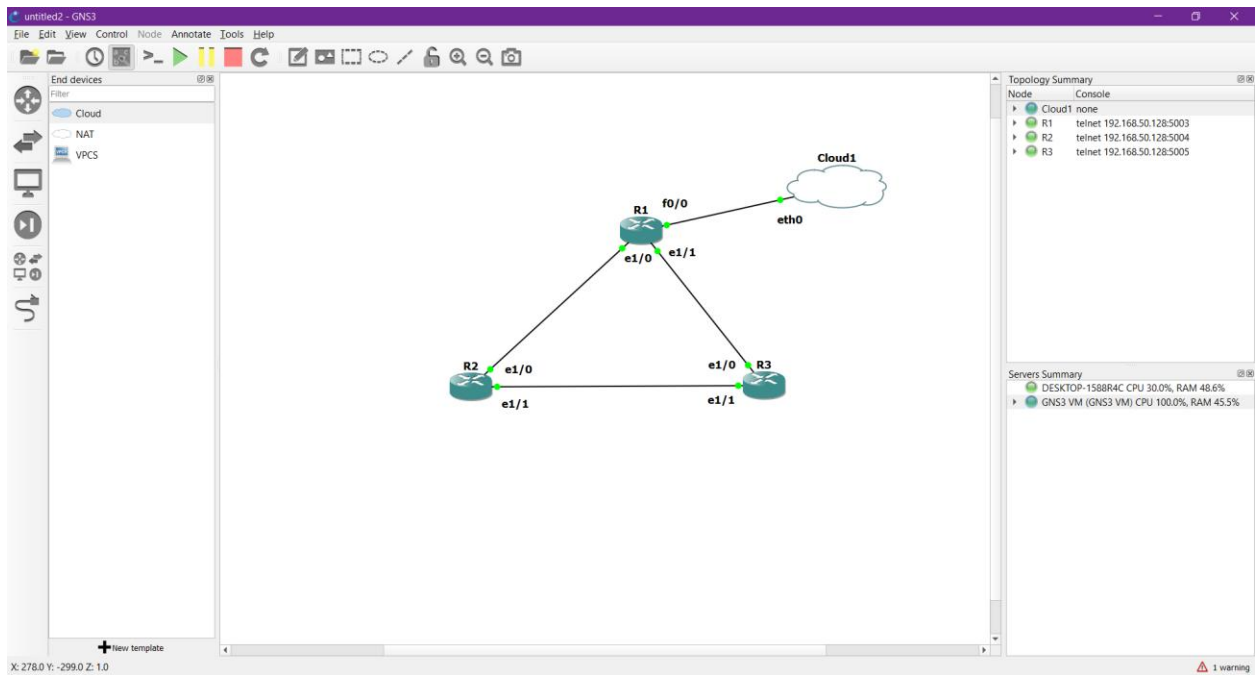 untitled2 - GNS3
File Edit View Control Node Annotate Tools Help
End devices
Filter
Cloud
NAT
VPCS
New template
Cloud1
R1 f0/0
eth0
e1/0 e1/1
R2 e1/0
e1/1
e1/0 R3
e1/1
Topology Summary
Node Console
Cloud1 none
R1 telnet 192.168.50.128:5003
R2 telnet 192.168.50.128:5004
R3 telnet 192.168.50.128:5005
Servers Summary
DESKTOP-1588R4C CPU 30.0%, RAM 48.6%
GNS3 VM (GNS3 VM) CPU 100.0%, RAM 45.5%
X: 278.0 Y: -299.0 Z: 1.0
1 warning